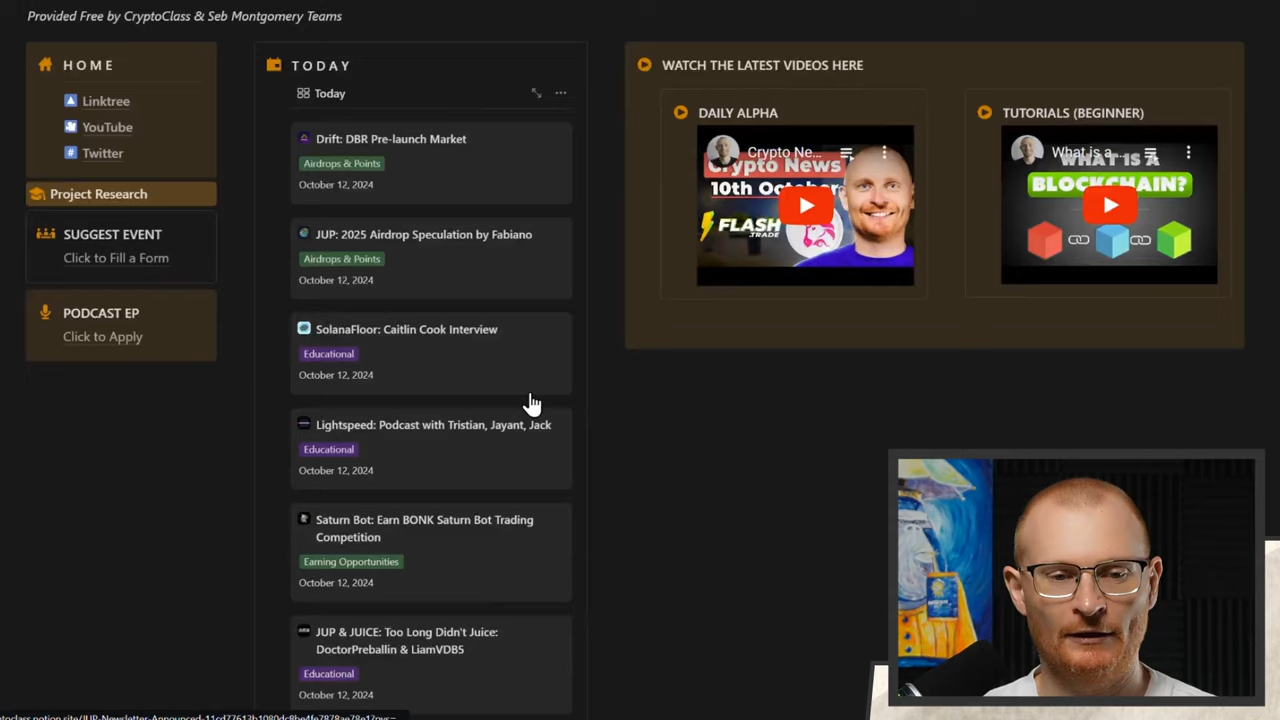 Provided Free by CryptoClass & Seb Montgomery Teams
HOME
Linktree
YouTube
Twitter
Project Research
SUGGEST EVENT
Click to Fill a Form
PODCAST EP
Click to Apply
TODAY
Today
Drift: DBR Pre-launch Market
Airdrops & Points
October 12, 2024
JUP: 2025 Airdrop Speculation by Fabiano
Airdrops & Points
October 12, 2024
SolanaFloor: Caitlin Cook Interview
Educational
October 12, 2024
Lightspeed: Podcast with Tristian, Jayant, Jack
Educational
October 12, 2024
Saturn Bot: Earn BONK Saturn Bot Trading
Competition
Earning Opportunities
October 12, 2024
JUP & JUICE: Too Long Didn't Juice:
DoctorPreballin & LiamVDB5
Educational
October 12, 2024
WATCH THE LATEST VIDEOS HERE
DAILY ALPHA
Crypto Ne...
Crypto News
10th October
FLASH
.TRADE
TUTORIALS (BEGINNER)
What is a...
WHAT IS A
BLOCKCHAIN?